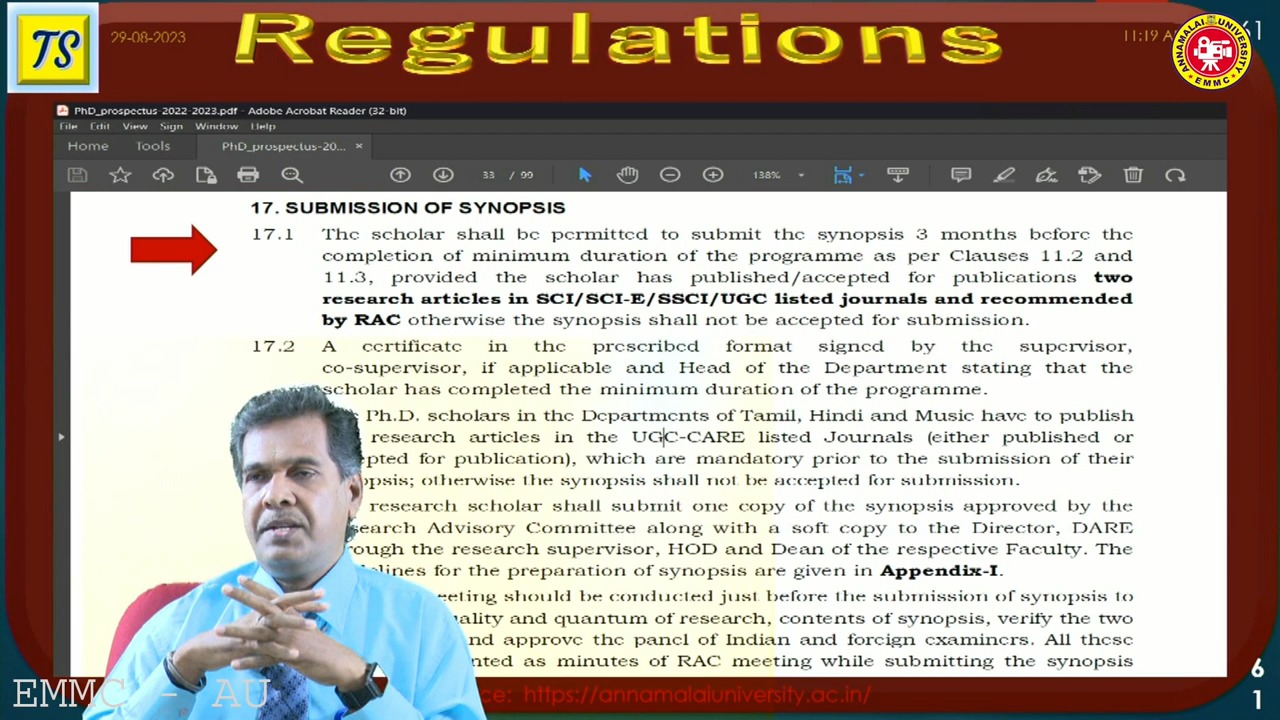 TS
29-08-2023
Regulations
11:19 A
61
ANNAMALAI UNIVERSITY
EMMC
PhD_prospectus-2022-2023.pdf - Adobe Acrobat Reader (32-bit)
File Edit View Sign Window Help
Home Tools PhD_prospectus-20... ×
33 / 99 138%
17. SUBMISSION OF SYNOPSIS
17.1 The scholar shall be permitted to submit the synopsis 3 months before the
completion of minimum duration of the programme as per Clauses 11.2 and
11.3, provided the scholar has published/accepted for publications two
research articles in SCI/SCI-E/SSCI/UGC listed journals and recommended
by RAC otherwise the synopsis shall not be accepted for submission.
17.2 A certificate in the prescribed format signed by the supervisor,
co-supervisor, if applicable and Head of the Department stating that the
scholar has completed the minimum duration of the programme.
Ph.D. scholars in the Departments of Tamil, Hindi and Music have to publish
research articles in the UGC-CARE listed Journals (either published or
epted for publication), which are mandatory prior to the submission of their
opsis; otherwise the synopsis shall not be accepted for submission.
research scholar shall submit one copy of the synopsis approved by the
search Advisory Committee along with a soft copy to the Director, DARE
rough the research supervisor, HOD and Dean of the respective Faculty. The
elines for the preparation of synopsis are given in Appendix-I.
eeting should be conducted just before the submission of synopsis to
ality and quantum of research, contents of synopsis, verify the two
nd approve the panel of Indian and foreign examiners. All these
nted as minutes of RAC meeting while submitting the synopsis
EMMC - AU
ce: https://annamalaiuniversity.ac.in/
6
1